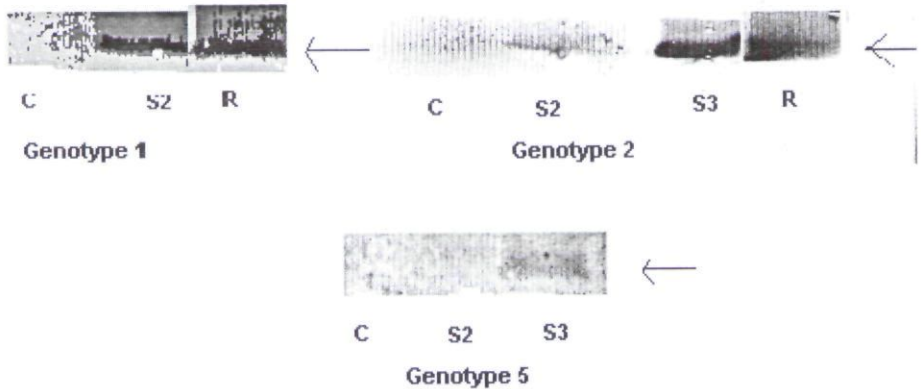 C S2 R C S2 S3 R
Genotype 1 Genotype 2
C S2 S3
Genotype 5